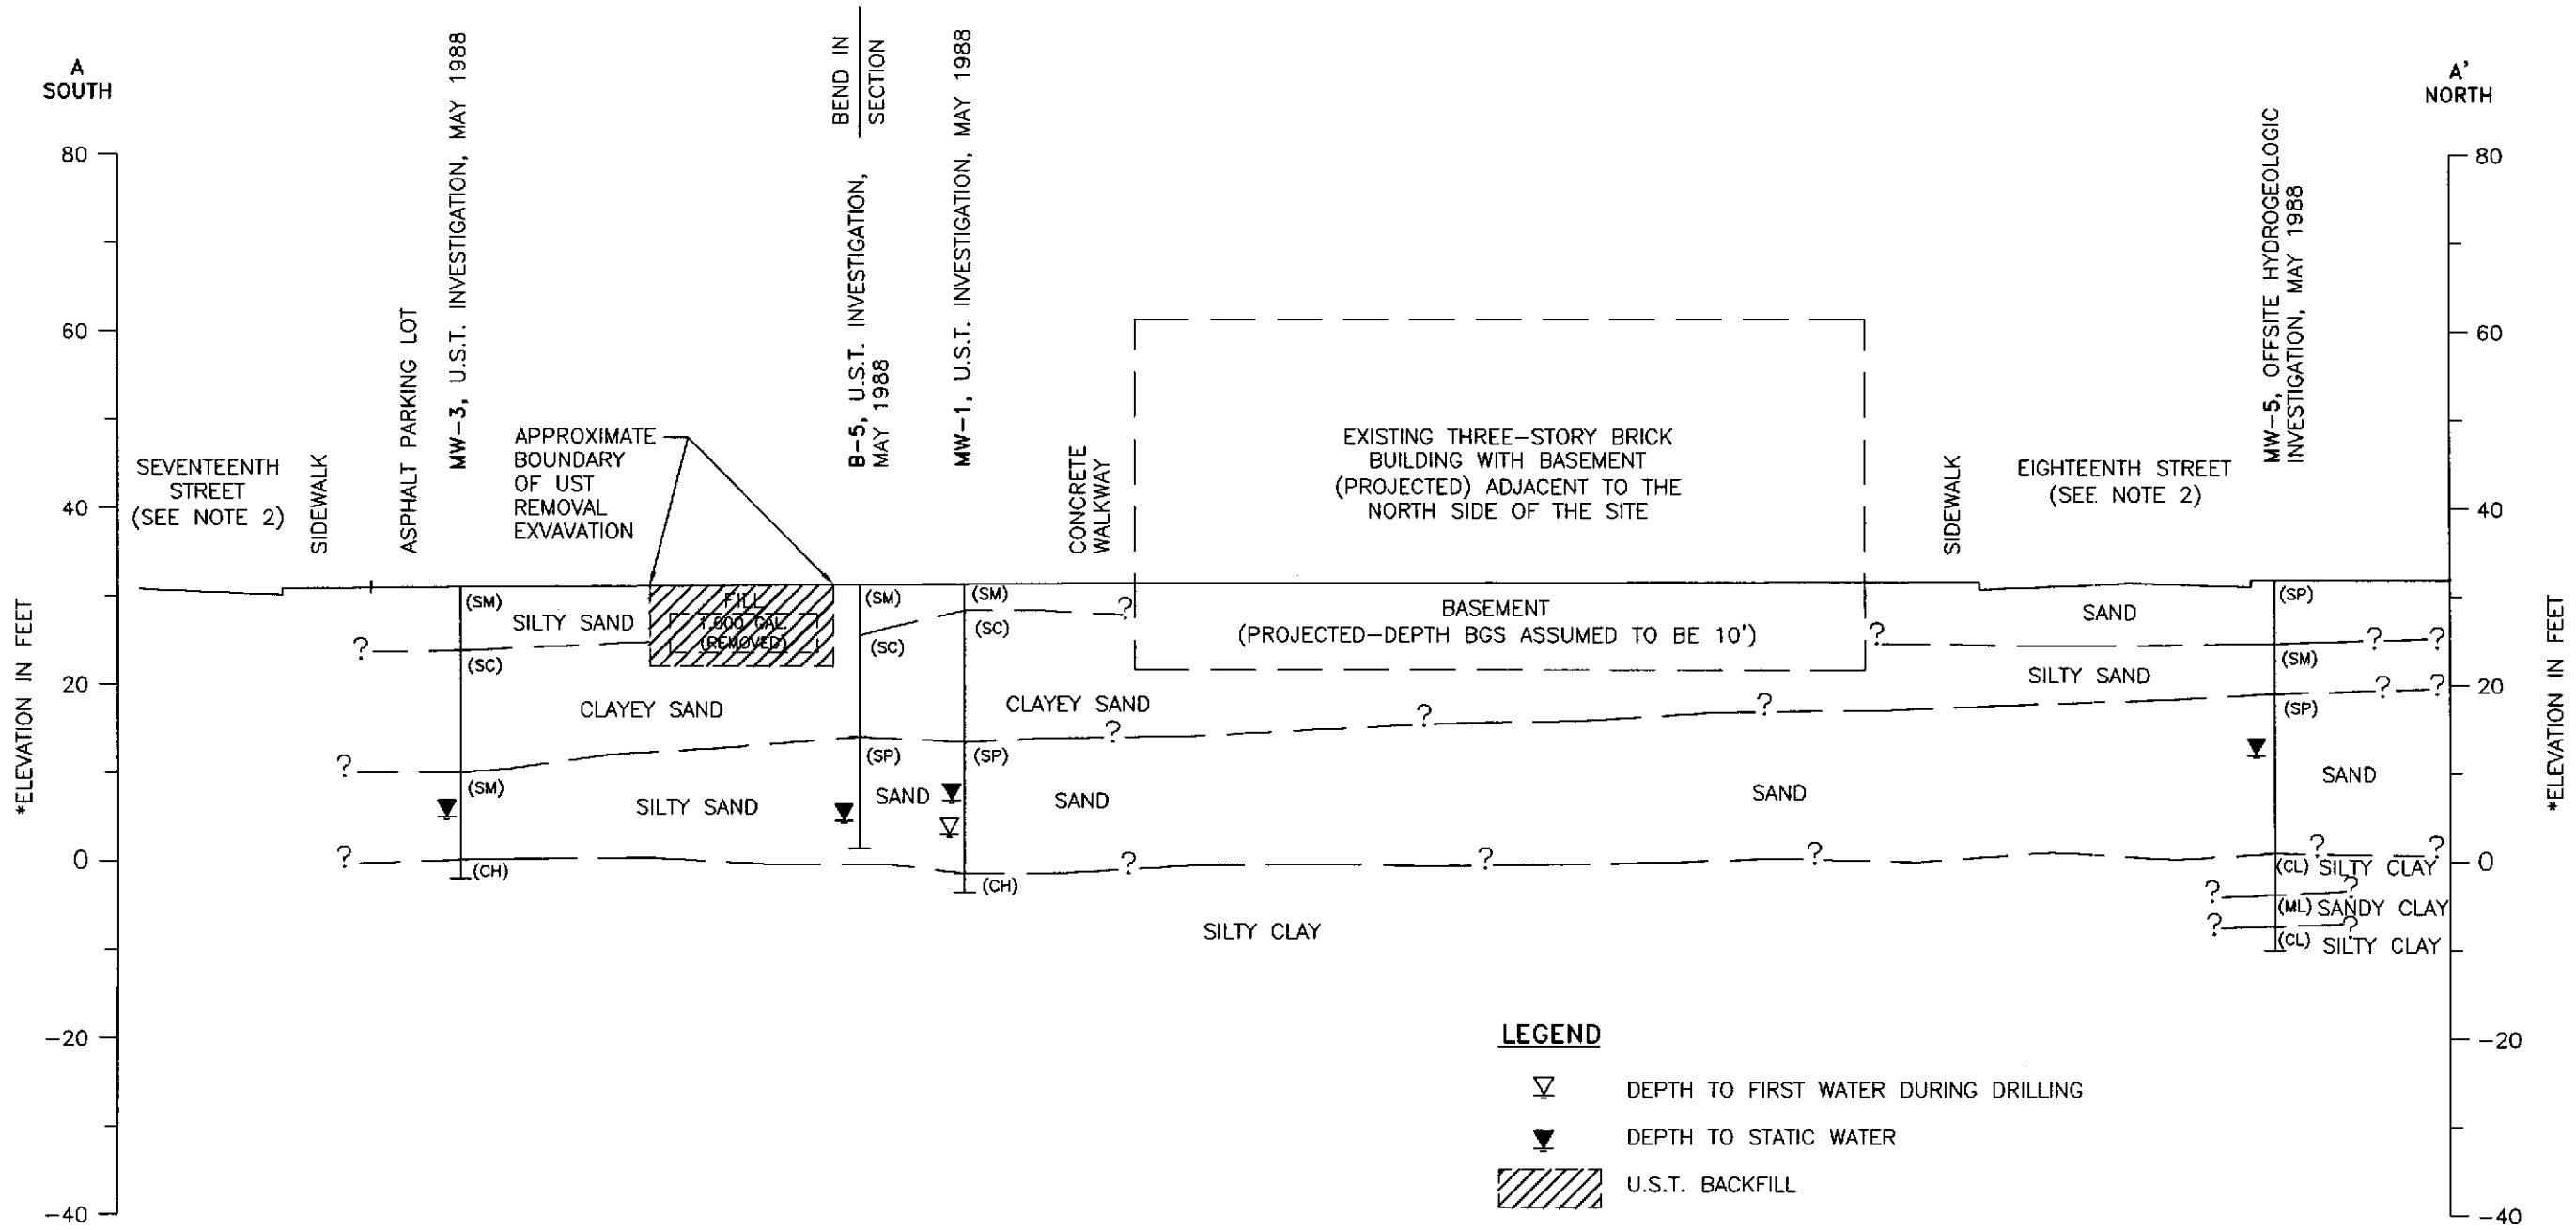 A
SOUTH
A'
NORTH
BEND IN
SECTION
MW-3, U.S.T. INVESTIGATION, MAY 1988
B-5, U.S.T. INVESTIGATION,
MAY 1988
MW-1, U.S.T. INVESTIGATION, MAY 1988
MW-5, OFFSITE HYDROGEOLOGIC
INVESTIGATION, MAY 1988
80
60
40
20
0
-20
-40
*ELEVATION IN FEET
SEVENTEENTH
STREET
(SEE NOTE 2)
SIDEWALK
ASPHALT PARKING LOT
APPROXIMATE
BOUNDARY
OF UST
REMOVAL
EXVAVATION
CONCRETE
WALKWAY
EXISTING THREE-STORY BRICK
BUILDING WITH BASEMENT
(PROJECTED) ADJACENT TO THE
NORTH SIDE OF THE SITE
SIDEWALK
EIGHTEENTH STREET
(SEE NOTE 2)
80
60
40
20
0
-20
-40
*ELEVATION IN FEET
(SM)
SILTY SAND
FILL
1,000 GAL.
(REMOVED)
(SM)
(SM)
?
BASEMENT
(PROJECTED-DEPTH BGS ASSUMED TO BE 10')
SAND
(SP)
?
(SC)
(SC)
(SC)
?
?
?
(SM)
SILTY SAND
CLAYEY SAND
CLAYEY SAND
?
?
?
?
?
(SP)
?
(SM)
(SP)
(SP)
SILTY SAND
SAND
SAND
SAND
SAND
?
(CH)
(CH)
?
?
?
?
?
(CL) SILTY CLAY
?
?
(ML) SANDY CLAY
?
?
(CL) SILTY CLAY
SILTY CLAY
LEGEND
DEPTH TO FIRST WATER DURING DRILLING
DEPTH TO STATIC WATER
U.S.T. BACKFILL